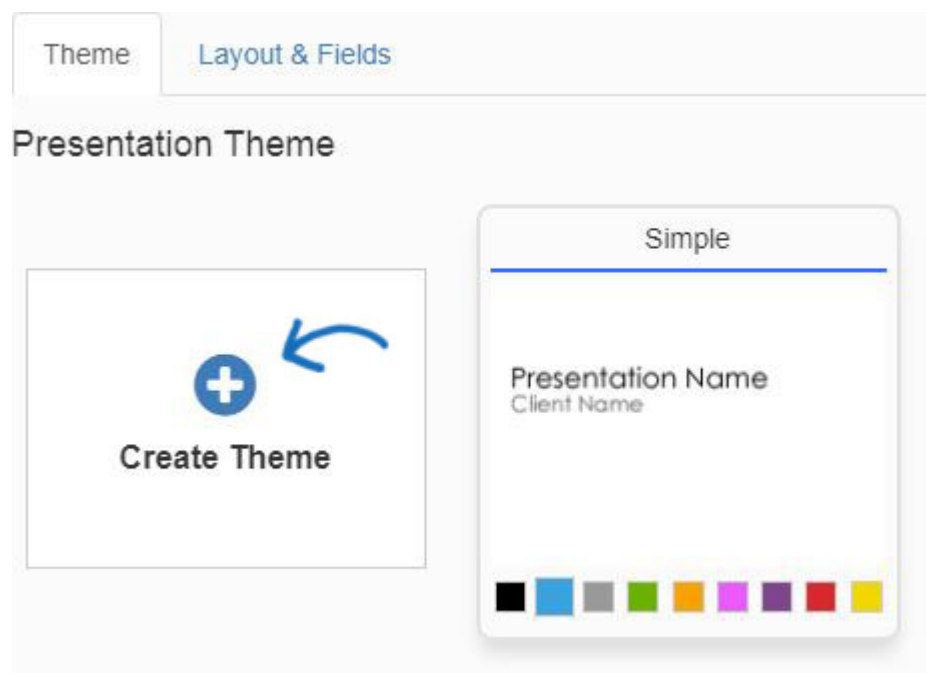 Theme
Layout & Fields
Presentation Theme
Create Theme
Simple
Presentation Name
Client Name